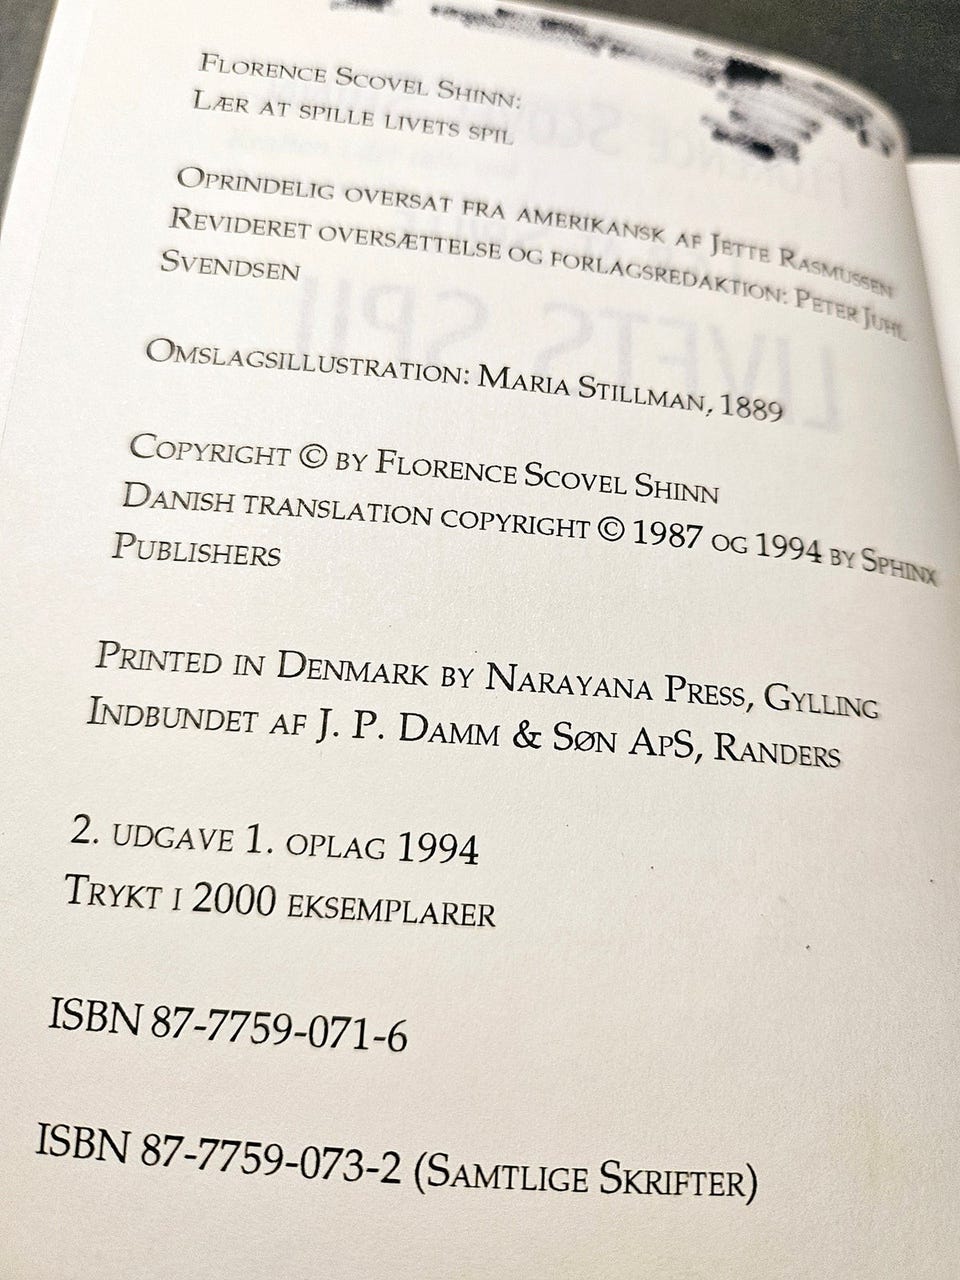 Florence Scovel Shinn:
Lær at spille livets spil
Oprindelig oversat fra amerikansk af Jette Rasmussen
Revideret oversættelse og forlagsredaktion: Peter Juhl
Svendsen
Omslagsillustration: Maria Stillman, 1889
Copyright © by Florence Scovel Shinn
Danish translation copyright © 1987 og 1994 by Sphinx
Publishers
Printed in Denmark by Narayana Press, Gylling
Indbundet af J. P. Damm & Søn ApS, Randers
2. udgave 1. oplag 1994
Trykt i 2000 eksemplarer
ISBN 87-7759-071-6
ISBN 87-7759-073-2 (Samtlige Skrifter)